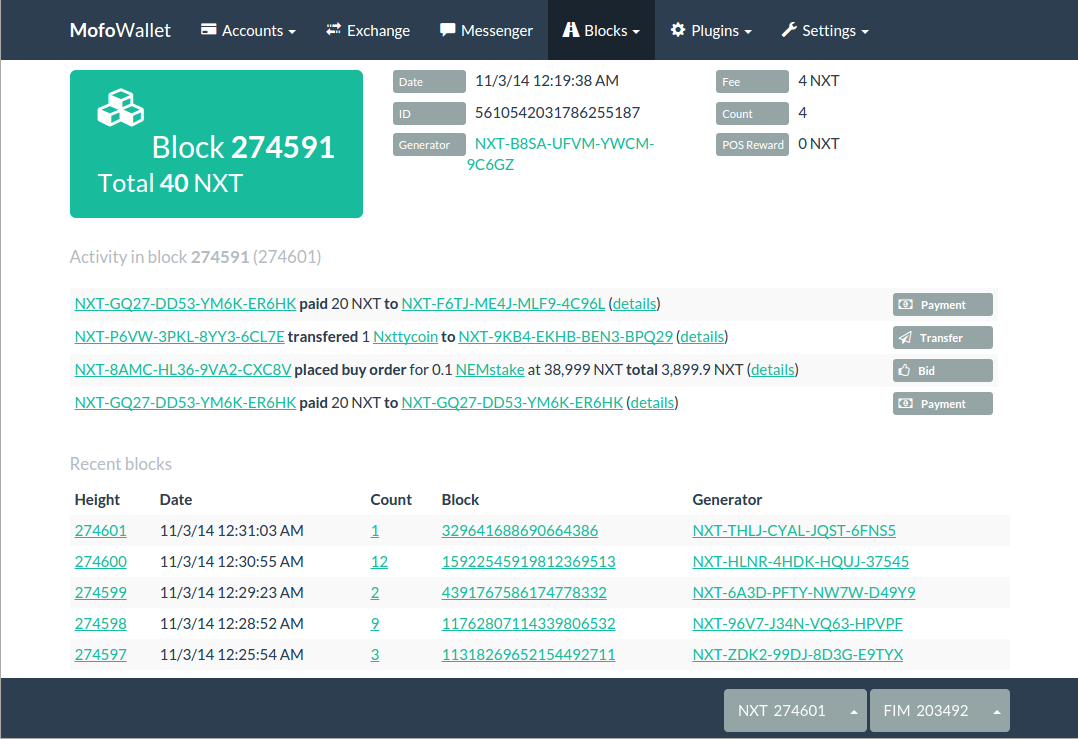 MofoWallet Accounts Exchange Messenger Blocks Plugins Settings
Block 274591
Total 40 NXT
Date 11/3/14 12:19:38 AM
ID 5610542031786255187
Generator NXT-B8SA-UFVM-YWCM-
9C6GZ
Fee 4 NXT
Count 4
POS Reward 0 NXT
Activity in block 274591 (274601)
NXT-GQ27-DD53-YM6K-ER6HK paid 20 NXT to NXT-F6TJ-ME4J-MLF9-4C96L (details) Payment
NXT-P6VW-3PKL-8YY3-6CL7E transfered 1 Nxttycoin to NXT-9KB4-EKHB-BEN3-BPQ29 (details) Transfer
NXT-8AMC-HL36-9VA2-CXC8V placed buy order for 0.1 NEMstake at 38,999 NXT total 3,899.9 NXT (details) Bid
NXT-GQ27-DD53-YM6K-ER6HK paid 20 NXT to NXT-GQ27-DD53-YM6K-ER6HK (details) Payment
Recent blocks
Height Date Count Block Generator
274601 11/3/14 12:31:03 AM 1 329641688690664386 NXT-THLJ-CYAL-JQST-6FNS5
274600 11/3/14 12:30:55 AM 12 15922545919812369513 NXT-HLNR-4HDK-HQUJ-37545
274599 11/3/14 12:29:23 AM 2 4391767586174778332 NXT-6A3D-PFTY-NW7W-D49Y9
274598 11/3/14 12:28:52 AM 9 11762807114339806532 NXT-96V7-J34N-VQ63-HPVPF
274597 11/3/14 12:25:54 AM 3 11318269652154492711 NXT-ZDK2-99DJ-8D3G-E9TYX
NXT 274601 FIM 203492